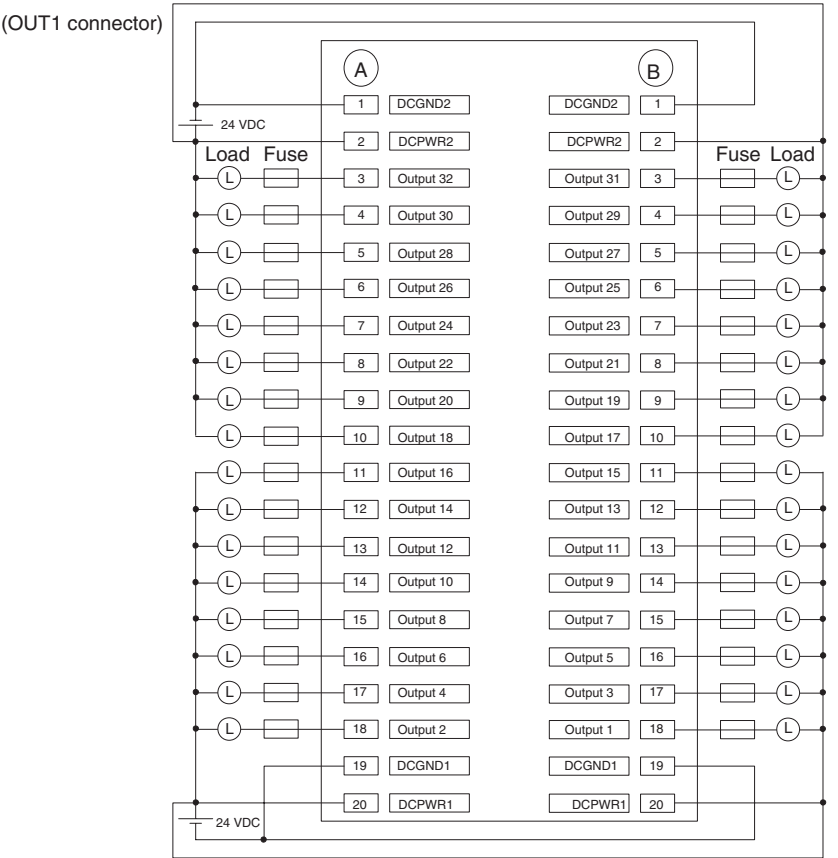 (OUT1 connector)
A B
1 DCGND2 DCGND2 1
24 VDC
2 DCPWR2 DCPWR2 2
Load Fuse Fuse Load
L 3 Output 32 Output 31 3 L
L 4 Output 30 Output 29 4 L
L 5 Output 28 Output 27 5 L
L 6 Output 26 Output 25 6 L
L 7 Output 24 Output 23 7 L
L 8 Output 22 Output 21 8 L
L 9 Output 20 Output 19 9 L
L 10 Output 18 Output 17 10 L
L 11 Output 16 Output 15 11 L
L 12 Output 14 Output 13 12 L
L 13 Output 12 Output 11 13 L
L 14 Output 10 Output 9 14 L
L 15 Output 8 Output 7 15 L
L 16 Output 6 Output 5 16 L
L 17 Output 4 Output 3 17 L
L 18 Output 2 Output 1 18 L
19 DCGND1 DCGND1 19
20 DCPWR1 DCPWR1 20
24 VDC